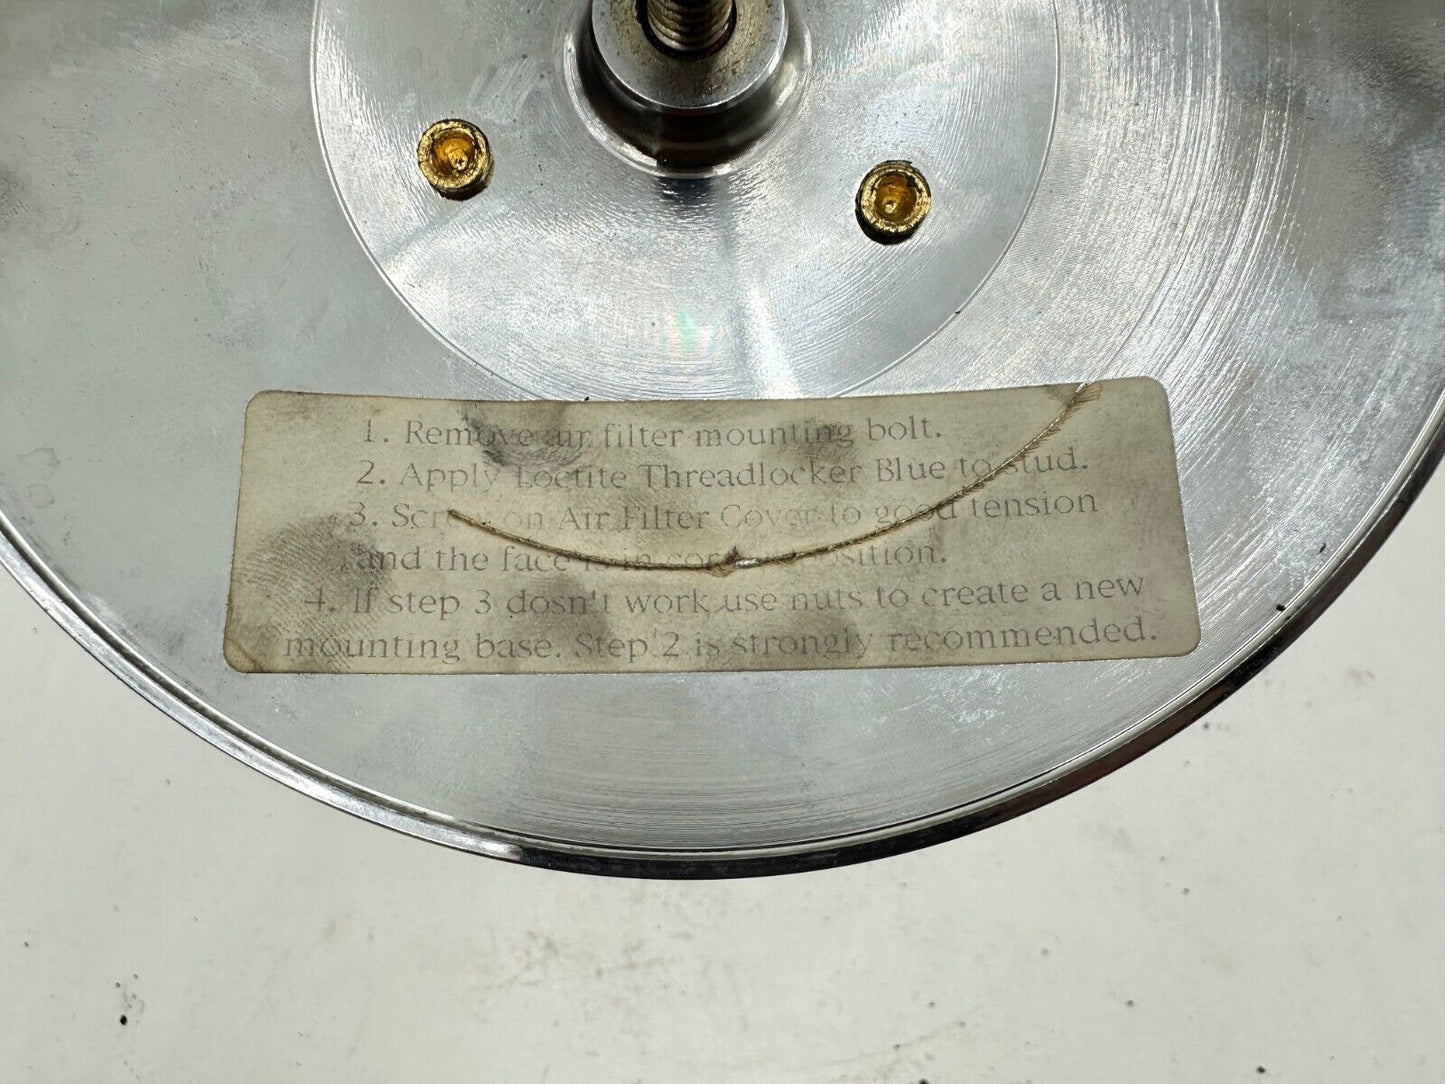 1. Remove air filter mounting bolt.
2. Apply Loctite Threadlocker Blue to stud.
3. Screw on Air Filter Cover to good tension
and the face is in correct position.
4. If step 3 dosn't work use nuts to create a new
mounting base. Step 2 is strongly recommended.